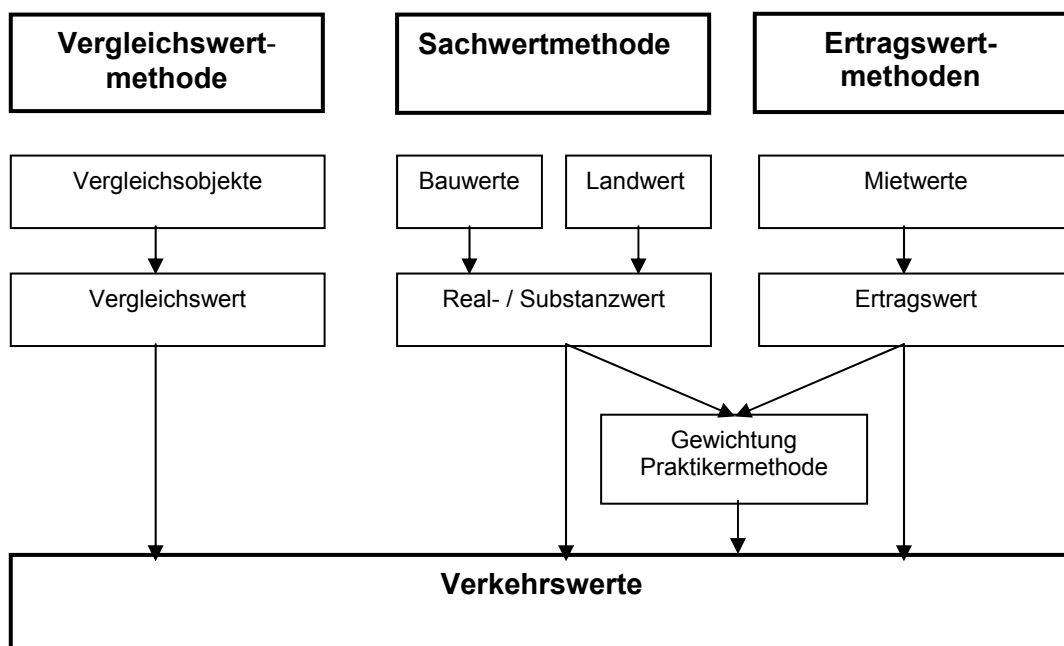 Vergleichswert-
methode
Sachwertmethode
Ertragswert-
methoden
Vergleichsobjekte
Bauwerte
Landwert
Mietwerte
Vergleichswert
Real- / Substanzwert
Ertragswert
Gewichtung
Praktikermethode
Verkehrswerte